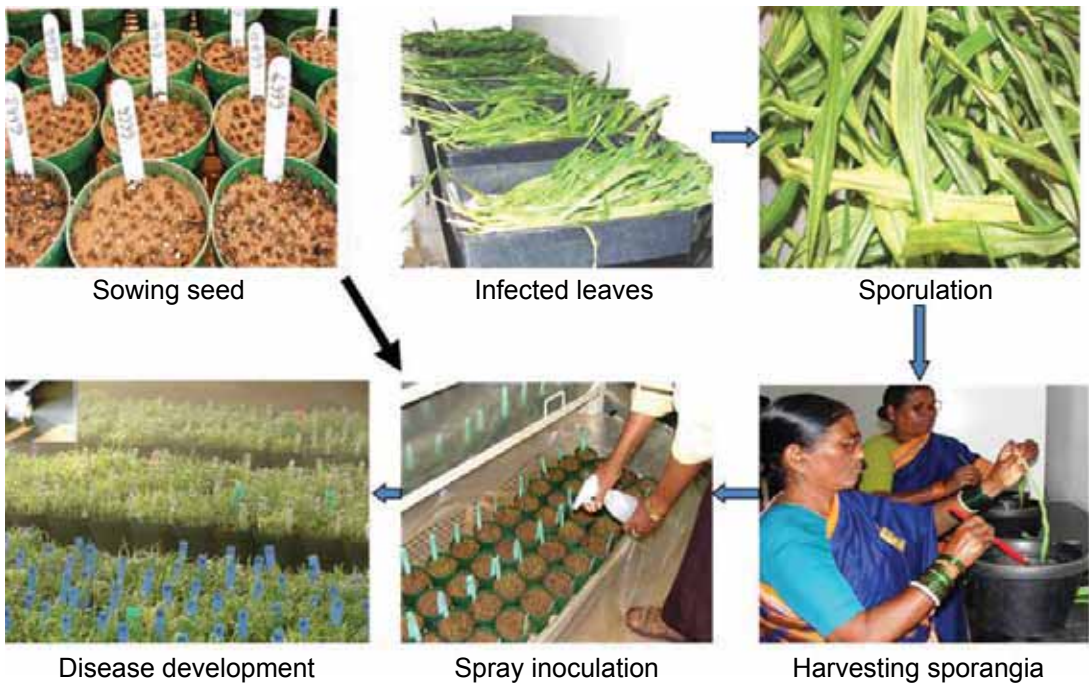 Sowing seed
Infected leaves
Sporulation
Disease development
Spray inoculation
Harvesting sporangia